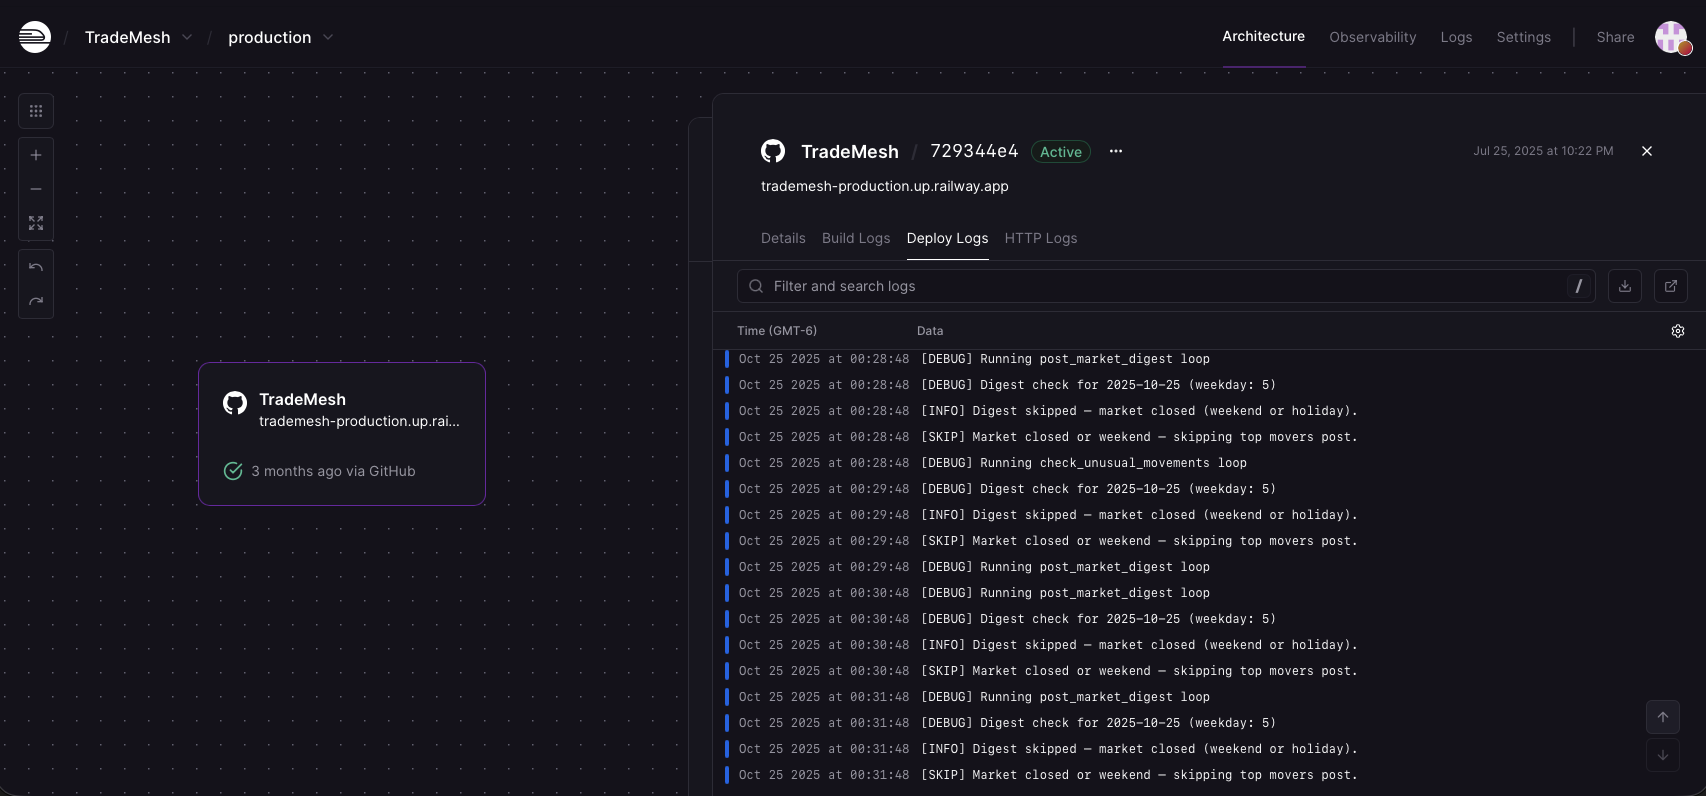 / TradeMesh / production
Architecture Observability Logs Settings Share
TradeMesh / 729344e4 Active ...
Jul 25, 2025 at 10:22 PM
trademesh-production.up.railway.app
Details Build Logs Deploy Logs HTTP Logs
Filter and search logs /
Time (GMT-6) Data
Oct 25 2025 at 00:28:48 [DEBUG] Running post_market_digest loop
Oct 25 2025 at 00:28:48 [DEBUG] Digest check for 2025-10-25 (weekday: 5)
Oct 25 2025 at 00:28:48 [INFO] Digest skipped — market closed (weekend or holiday).
Oct 25 2025 at 00:28:48 [SKIP] Market closed or weekend — skipping top movers post.
Oct 25 2025 at 00:28:48 [DEBUG] Running check_unusual_movements loop
Oct 25 2025 at 00:29:48 [DEBUG] Digest check for 2025-10-25 (weekday: 5)
Oct 25 2025 at 00:29:48 [INFO] Digest skipped — market closed (weekend or holiday).
Oct 25 2025 at 00:29:48 [SKIP] Market closed or weekend — skipping top movers post.
Oct 25 2025 at 00:29:48 [DEBUG] Running post_market_digest loop
Oct 25 2025 at 00:30:48 [DEBUG] Running post_market_digest loop
Oct 25 2025 at 00:30:48 [DEBUG] Digest check for 2025-10-25 (weekday: 5)
Oct 25 2025 at 00:30:48 [INFO] Digest skipped — market closed (weekend or holiday).
Oct 25 2025 at 00:30:48 [SKIP] Market closed or weekend — skipping top movers post.
Oct 25 2025 at 00:31:48 [DEBUG] Running post_market_digest loop
Oct 25 2025 at 00:31:48 [DEBUG] Digest check for 2025-10-25 (weekday: 5)
Oct 25 2025 at 00:31:48 [INFO] Digest skipped — market closed (weekend or holiday).
Oct 25 2025 at 00:31:48 [SKIP] Market closed or weekend — skipping top movers post.
TradeMesh
trademesh-production.up.rai...
3 months ago via GitHub